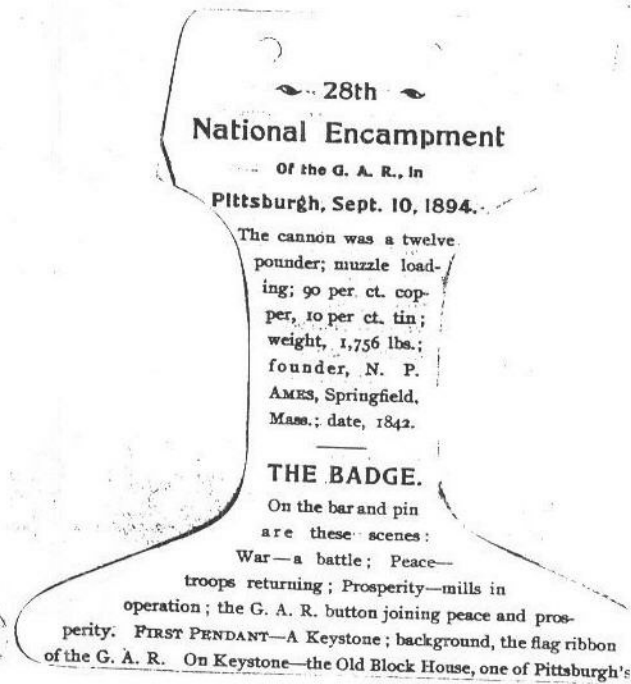 28th
National Encampment
Of the G. A. R., in
Pittsburgh, Sept. 10, 1894.
The cannon was a twelve
pounder; muzzle load-
ing; 90 per. ct. cop-
per, 10 per ct. tin;
weight, 1,756 lbs.;
founder, N. P.
AMES, Springfield,
Mass.; date, 1842.
THE BADGE.
On the bar and pin
are these scenes:
War—a battle; Peace—
troops returning; Prosperity—mills in
operation; the G. A. R. button joining peace and pros-
perity. FIRST PENDANT—A Keystone; background, the flag ribbon
of the G. A. R. On Keystone—the Old Block House, one of Pittsburgh's